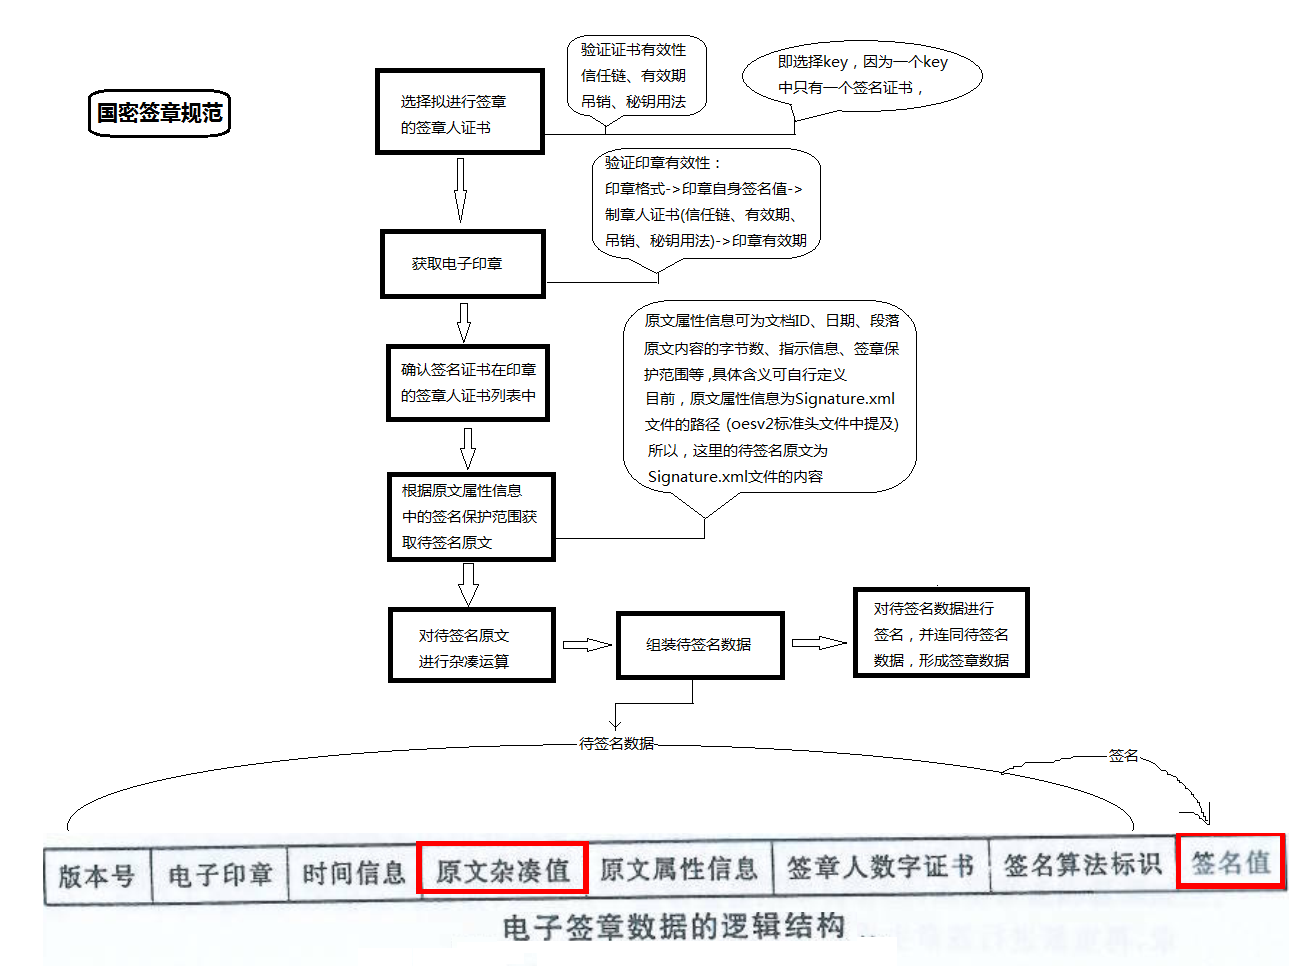 国密签章规范
选择拟进行签章
的签章人证书
验证证书有效性
信任链、有效期
吊销、秘钥用法
即选择key，因为一个key
中只有一个签名证书，
获取电子印章
验证印章有效性：
印章格式->印章自身签名值->
制章人证书(信任链、有效期、
吊销、秘钥用法)->印章有效期
确认签名证书在印章
的签章人证书列表中
原文属性信息可为文档ID、日期、段落
原文内容的字节数、指示信息、签章保
护范围等 ,具体含义可自行定义
目前，原文属性信息为Signature.xml
文件的路径 (oesv2标准头文件中提及)
所以，这里的待签名原文为
Signature.xml文件的内容
根据原文属性信息
中的签名保护范围获
取待签名原文
对待签名原文
进行杂凑运算
组装待签名数据
对待签名数据进行
签名，并连同待签名
数据，形成签章数据
待签名数据
签名
版本号 电子印章 时间信息 原文杂凑值 原文属性信息 签章人数字证书 签名算法标识 签名值
电子签章数据的逻辑结构